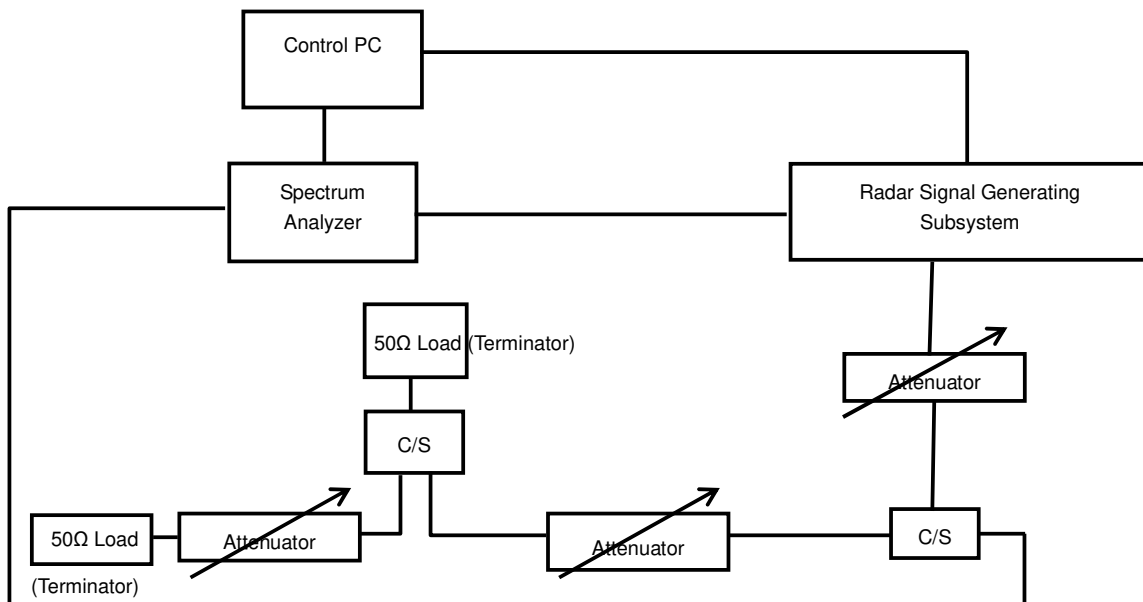 Control PC
Spectrum
Analyzer
Radar Signal Generating
Subsystem
50Ω Load (Terminator)
Attenuator
C/S
50Ω Load
(Terminator)
Attenuator
Attenuator
C/S